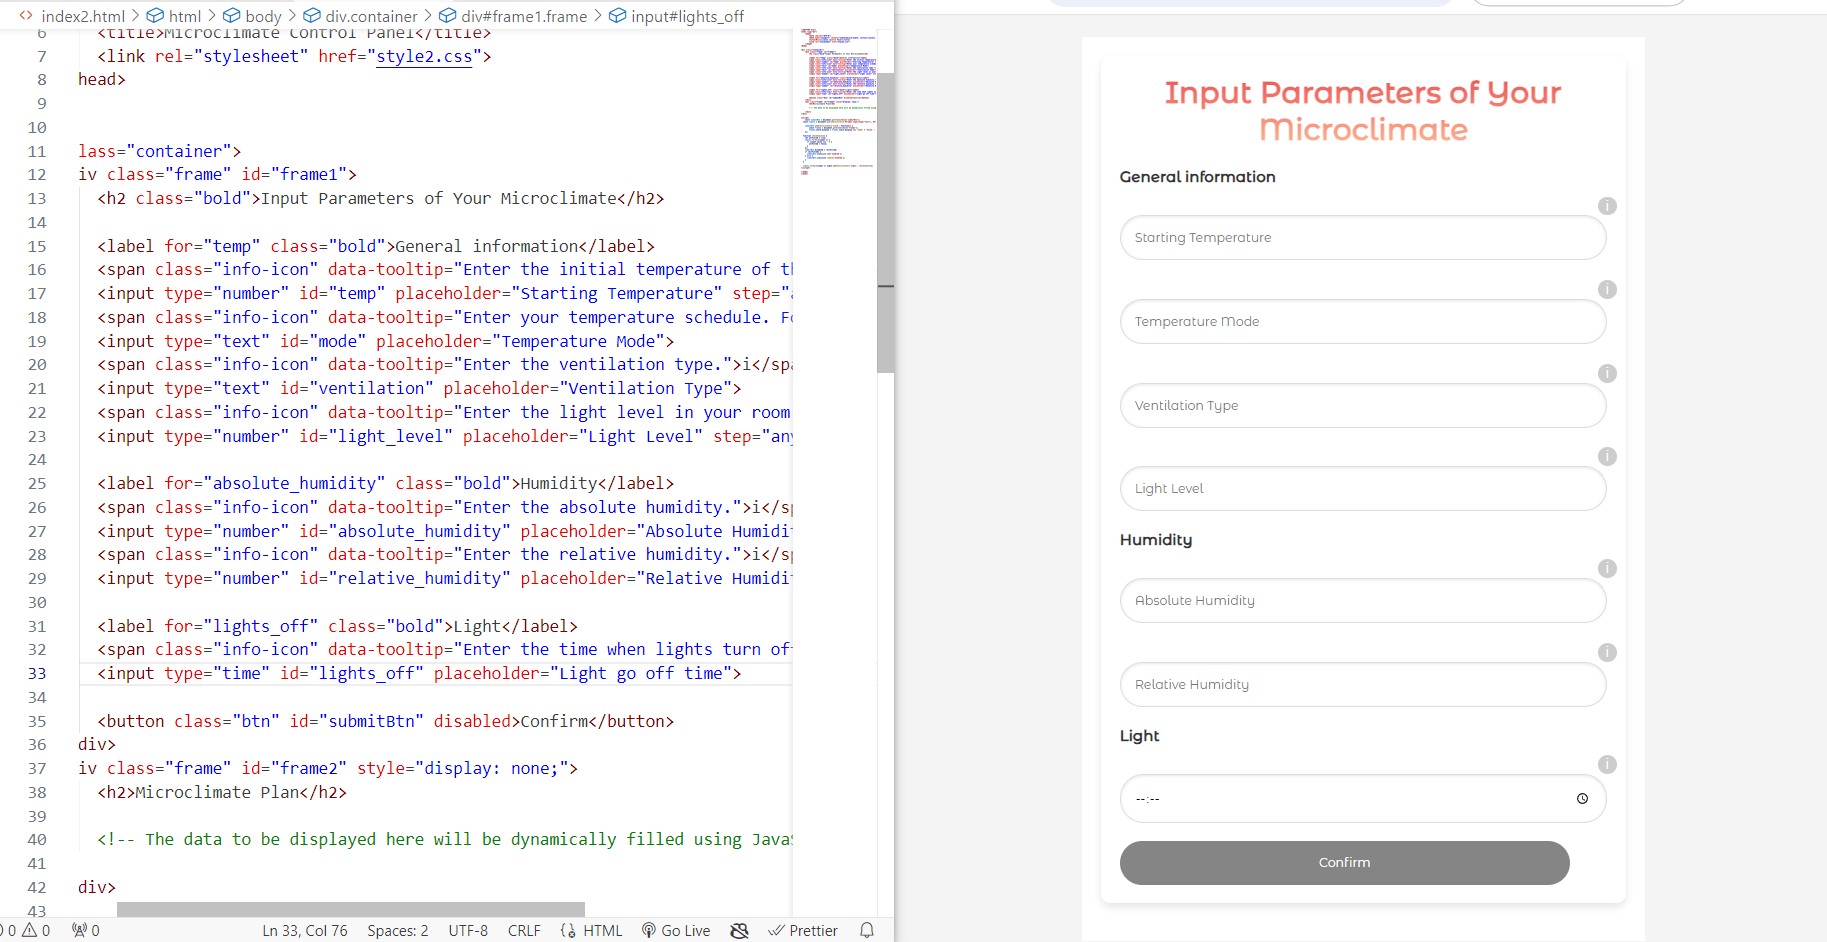 index2.html > html > body > div.container > div#frame1.frame > input#lights_off
6 <title>Microclimate Control Panel</title>
7 <link rel="stylesheet" href="style2.css">
8 head>
9
10
11 lass="container">
12 iv class="frame" id="frame1">
13 <h2 class="bold">Input Parameters of Your Microclimate</h2>
14
15 <label for="temp" class="bold">General information</label>
16 <span class="info-icon" data-tooltip="Enter the initial temperature of th
17 <input type="number" id="temp" placeholder="Starting Temperature" step="a
18 <span class="info-icon" data-tooltip="Enter your temperature schedule. Fo
19 <input type="text" id="mode" placeholder="Temperature Mode">
20 <span class="info-icon" data-tooltip="Enter the ventilation type.">i</spa
21 <input type="text" id="ventilation" placeholder="Ventilation Type">
22 <span class="info-icon" data-tooltip="Enter the light level in your room
23 <input type="number" id="light_level" placeholder="Light Level" step="any
24
25 <label for="absolute_humidity" class="bold">Humidity</label>
26 <span class="info-icon" data-tooltip="Enter the absolute humidity.">i</sp
27 <input type="number" id="absolute_humidity" placeholder="Absolute Humidit
28 <span class="info-icon" data-tooltip="Enter the relative humidity.">i</sp
29 <input type="number" id="relative_humidity" placeholder="Relative Humidit
30
31 <label for="lights_off" class="bold">Light</label>
32 <span class="info-icon" data-tooltip="Enter the time when lights turn off
33 <input type="time" id="lights_off" placeholder="Light go off time">
34
35 <button class="btn" id="submitBtn" disabled>Confirm</button>
36 div>
37 iv class="frame" id="frame2" style="display: none;">
38 <h2>Microclimate Plan</h2>
39
40 <!-- The data to be displayed here will be dynamically filled using JavaS
41
42 div>
43
0 0 0 Ln 33, Col 76 Spaces: 2 UTF-8 CRLF HTML Go Live Prettier
Input Parameters of Your
Microclimate
General information
i
Starting Temperature
i
Temperature Mode
i
Ventilation Type
i
Light Level
Humidity
i
Absolute Humidity
i
Relative Humidity
Light
i
--:--
Confirm